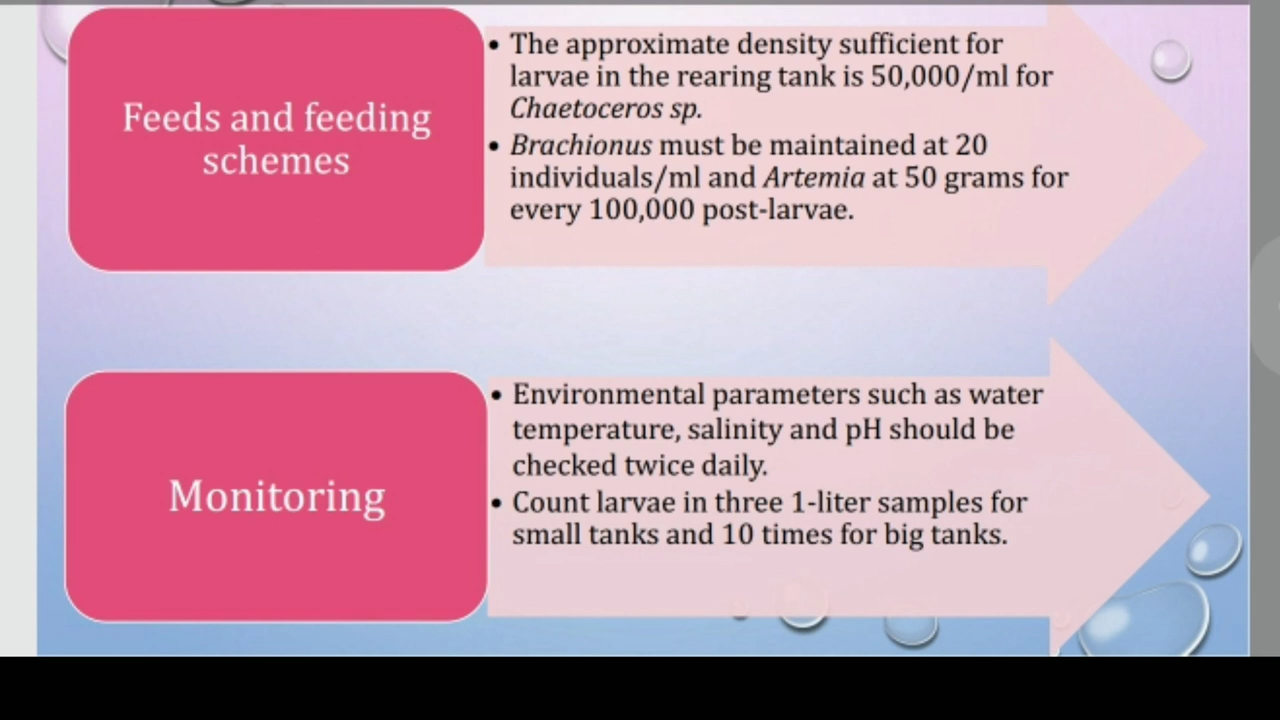 Feeds and feeding
schemes
• The approximate density sufficient for
larvae in the rearing tank is 50,000/ml for
Chaetoceros sp.
• Brachionus must be maintained at 20
individuals/ml and Artemia at 50 grams for
every 100,000 post-larvae.
Monitoring
• Environmental parameters such as water
temperature, salinity and pH should be
checked twice daily.
• Count larvae in three 1-liter samples for
small tanks and 10 times for big tanks.